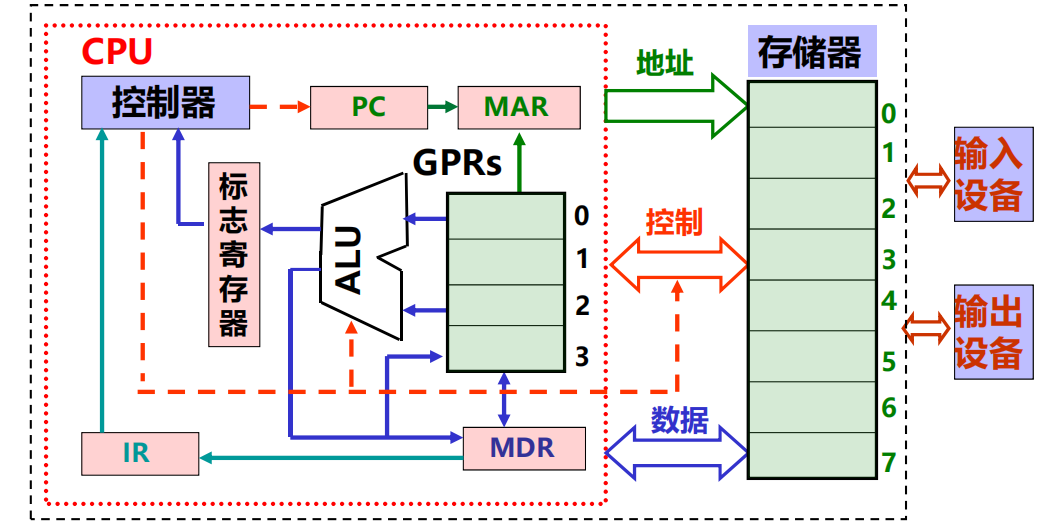 CPU
控制器
PC
MAR
地址
存储器
0
1
2
3
4
5
6
7
输入
设备
输出
设备
标
志
寄
存
器
ALU
GPRs
0
1
2
3
控制
数据
IR
MDR